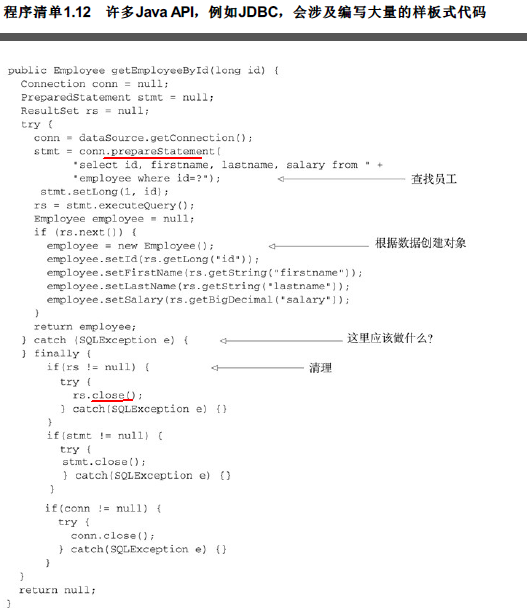 程序清单1.12 许多Java API，例如JDBC，会涉及编写大量的样板式代码
public Employee getEmployeeById(long id) {
Connection conn = null;
PreparedStatement stmt = null;
ResultSet rs = null;
try {
conn = dataSource.getConnection();
stmt = conn.prepareStatement(
"select id, firstname, lastname, salary from " +
"employee where id=?"); 查找员工
stmt.setLong(1, id);
rs = stmt.executeQuery();
Employee employee = null;
if (rs.next()) {
employee = new Employee(); 根据数据创建对象
employee.setId(rs.getLong("id"));
employee.setFirstName(rs.getString("firstname"));
employee.setLastName(rs.getString("lastname"));
employee.setSalary(rs.getBigDecimal("salary"));
}
return employee;
} catch (SQLException e) { 这里应该做什么?
} finally {
if(rs != null) { 清理
try {
rs.close();
} catch(SQLException e) {}
}
if(stmt != null) {
try {
stmt.close();
} catch(SQLException e) {}
}
if(conn != null) {
try {
conn.close();
} catch(SQLException e) {}
}
}
return null;
}